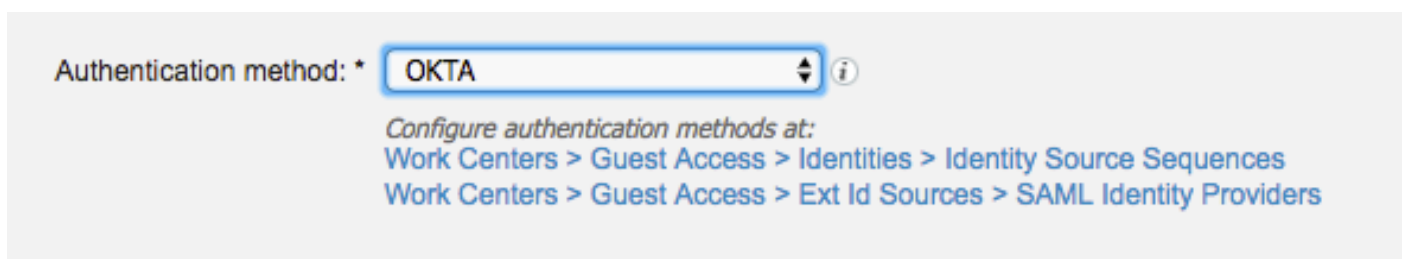 Authentication method: * OKTA i
Configure authentication methods at:
Work Centers > Guest Access > Identities > Identity Source Sequences
Work Centers > Guest Access > Ext Id Sources > SAML Identity Providers